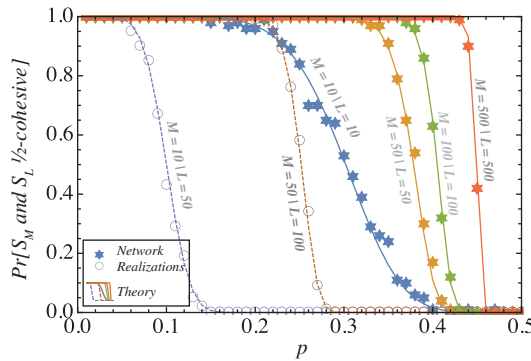 Pr[S_M and S_L ½-cohesive]
1.0
0.8
0.6
0.4
0.2
0.0
M = 10 | L = 50
M = 50 | L = 100
M = 10 | L = 10
M = 50 | L = 50
M = 100 | L = 100
M = 500 | L = 500
Network
Realizations
Theory
0.0 0.1 0.2 0.3 0.4 0.5
p